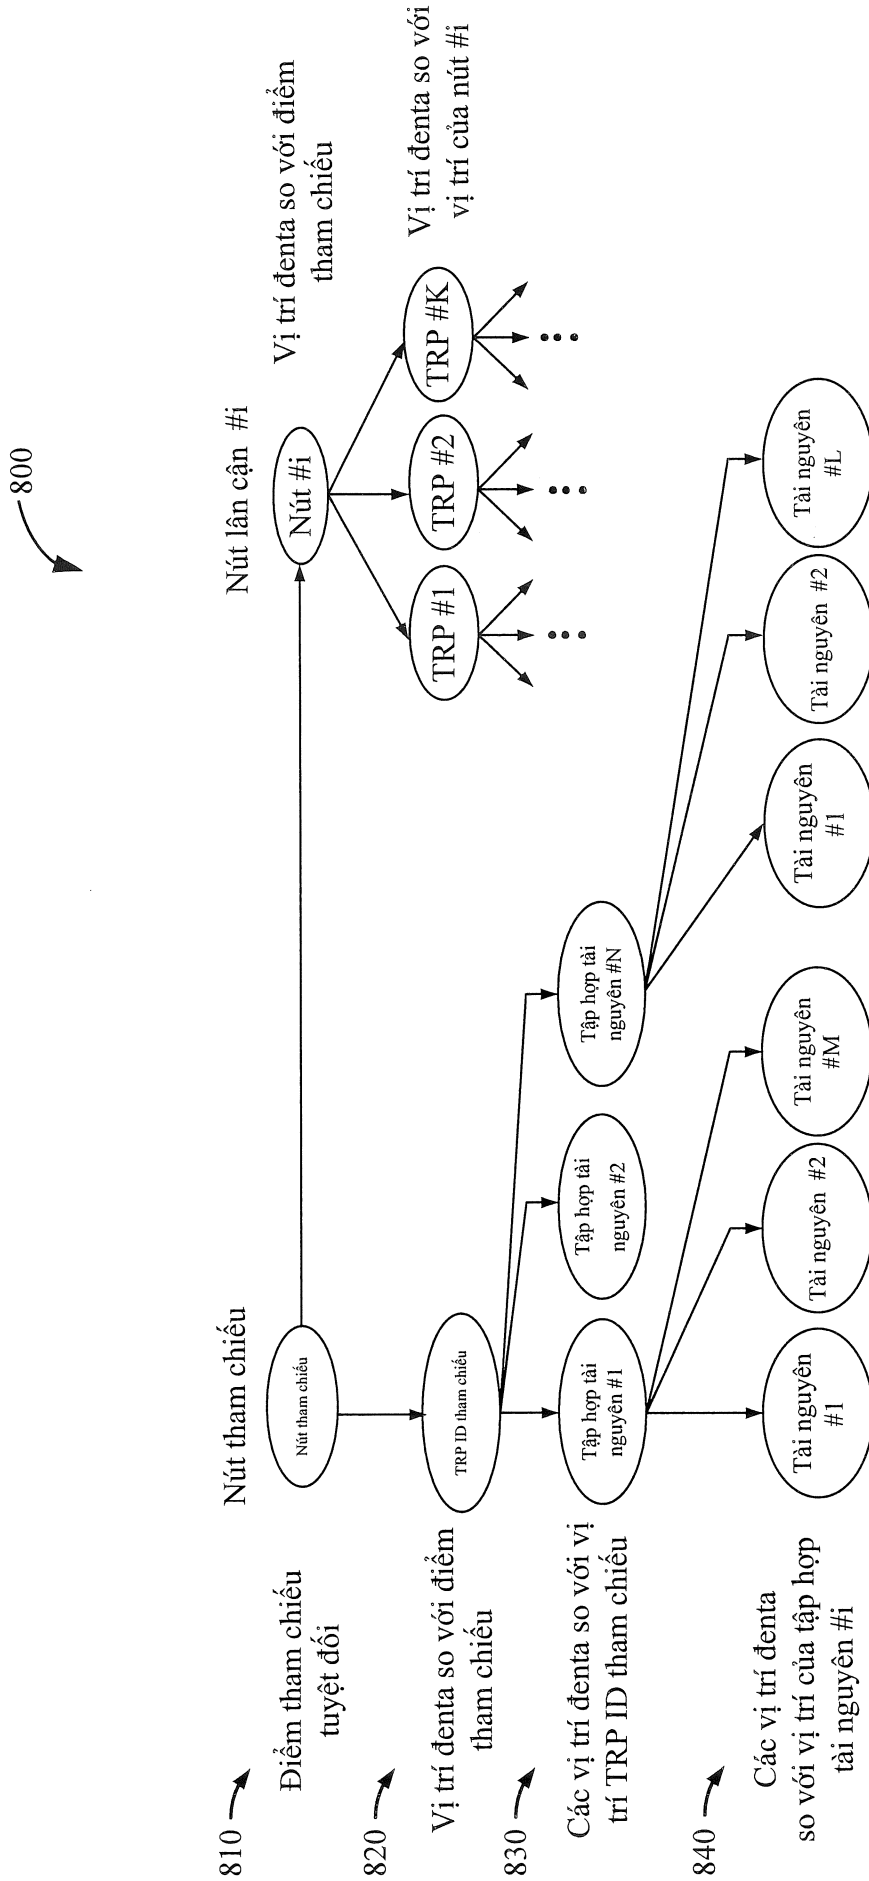 800
Nút tham chiếu
Nút lân cận #i
810
Điểm tham chiếu
tuyệt đối
Nút tham chiếu
Nút #i
Vị trí đenta so với điểm
tham chiếu
820
Vị trí đenta so với điểm
tham chiếu
TRP ID tham chiếu
TRP #1
TRP #2
TRP #K
Vị trí đenta so với
vị trí của nút #i
830
Các vị trí đenta so với vị
trí TRP ID tham chiếu
Tập hợp tài
nguyên #1
Tập hợp tài
nguyên #2
Tập hợp tài
nguyên #N
840
Các vị trí đenta
so với vị trí của tập hợp
tài nguyên #i
Tài nguyên
#1
Tài nguyên #2
Tài nguyên
#M
Tài nguyên
#1
Tài nguyên #2
Tài nguyên
#L